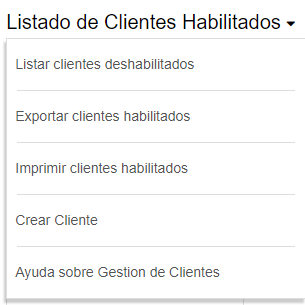 Listado de Clientes Habilitados
Listar clientes deshabilitados
Exportar clientes habilitados
Imprimir clientes habilitados
Crear Cliente
Ayuda sobre Gestion de Clientes